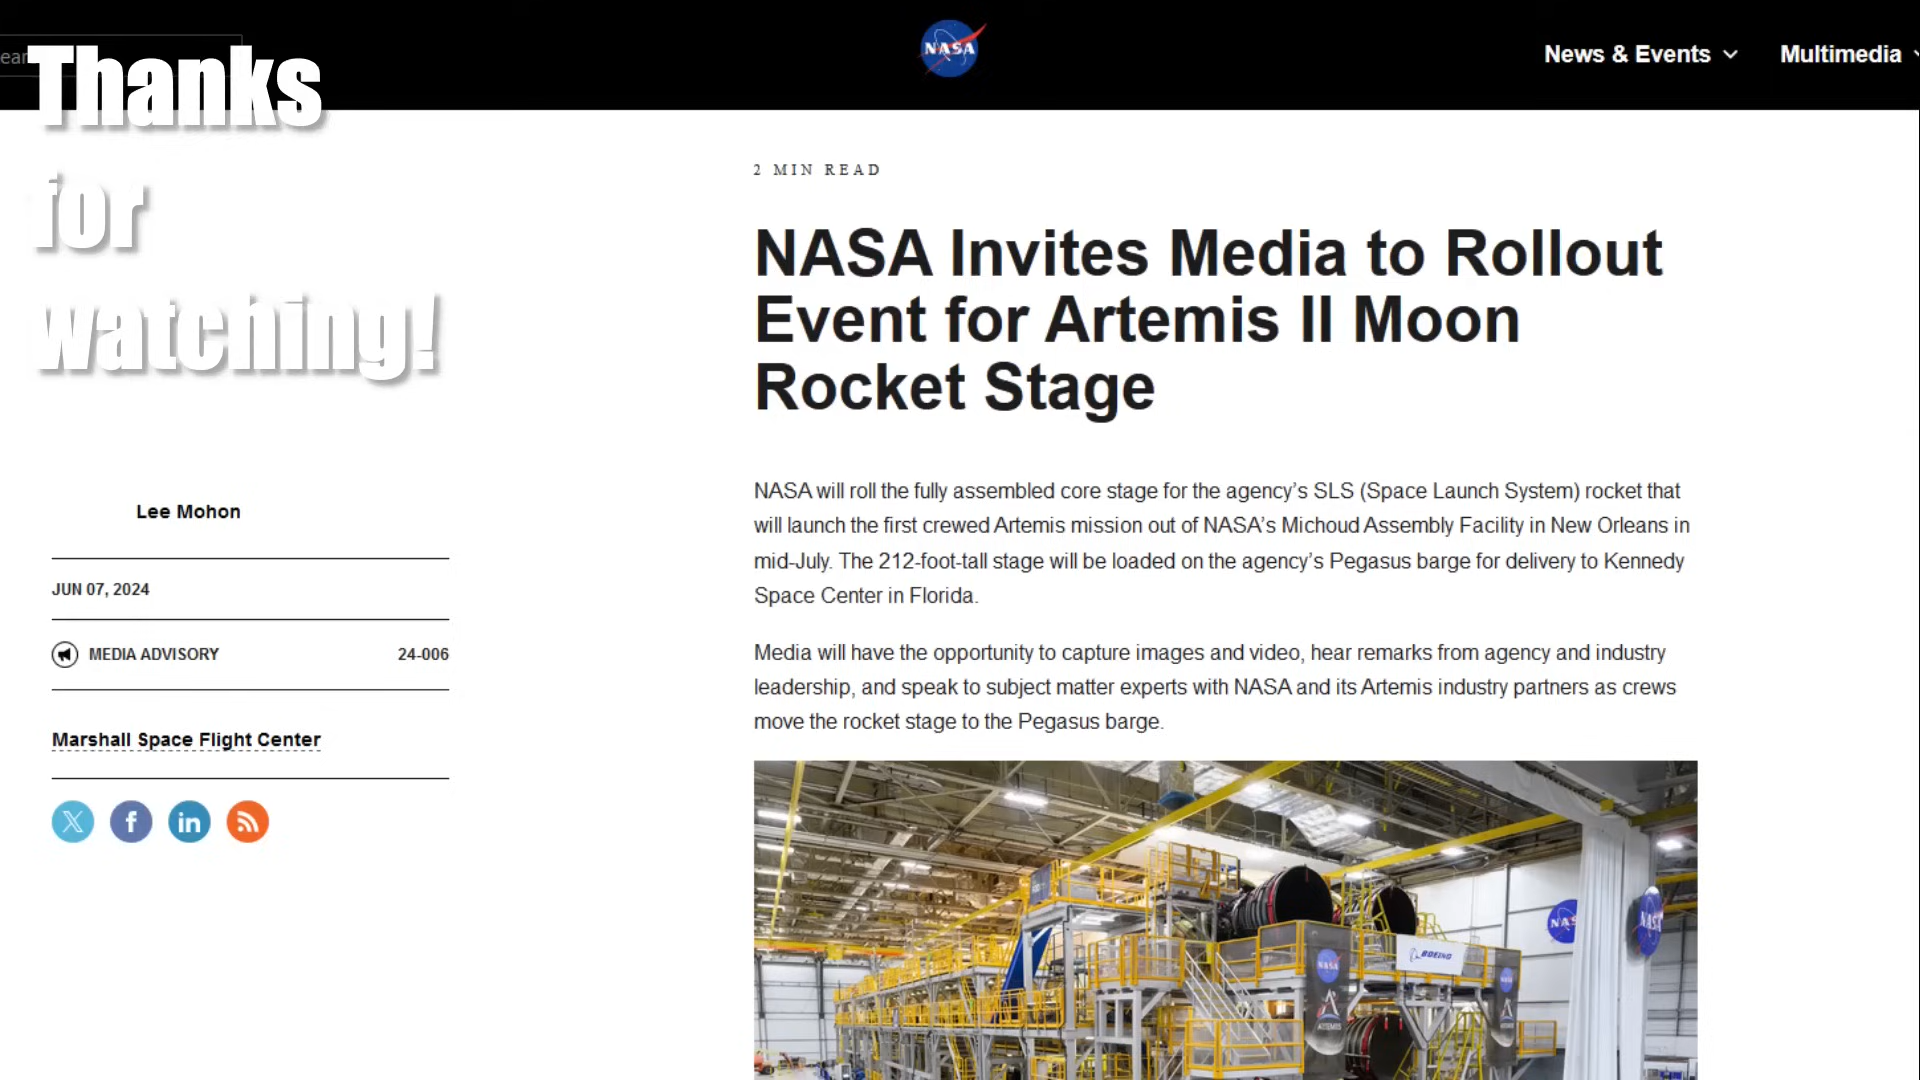 Thanks
for
watching!
NASA
News & Events
Multimedia
2 MIN READ
NASA Invites Media to Rollout
Event for Artemis II Moon
Rocket Stage
Lee Mohon
JUN 07, 2024
MEDIA ADVISORY 24-006
Marshall Space Flight Center
NASA will roll the fully assembled core stage for the agency’s SLS (Space Launch System) rocket that
will launch the first crewed Artemis mission out of NASA’s Michoud Assembly Facility in New Orleans in
mid-July. The 212-foot-tall stage will be loaded on the agency’s Pegasus barge for delivery to Kennedy
Space Center in Florida.
Media will have the opportunity to capture images and video, hear remarks from agency and industry
leadership, and speak to subject matter experts with NASA and its Artemis industry partners as crews
move the rocket stage to the Pegasus barge.
NASA
NASA
BOEING
NASA
ARTEMIS